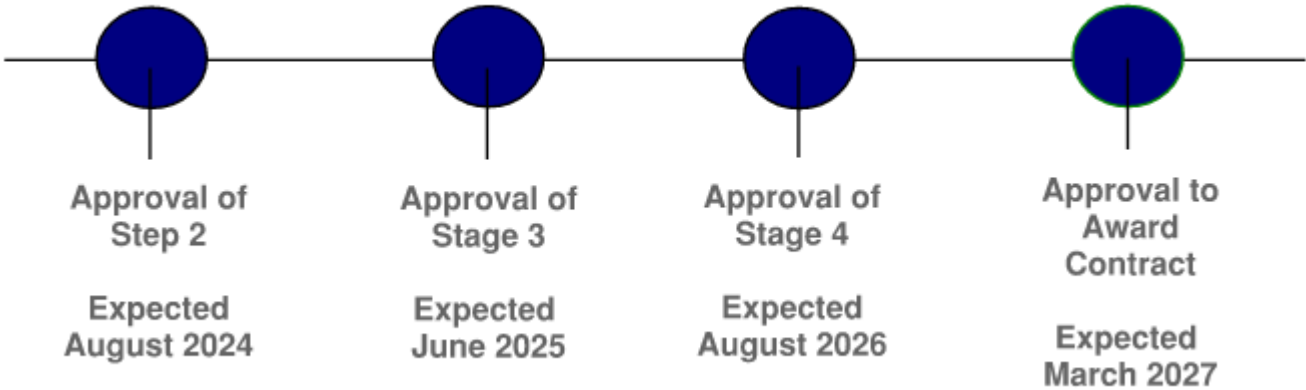 Approval of
Step 2
Expected
August 2024
Approval of
Stage 3
Expected
June 2025
Approval of
Stage 4
Expected
August 2026
Approval to
Award
Contract
Expected
March 2027